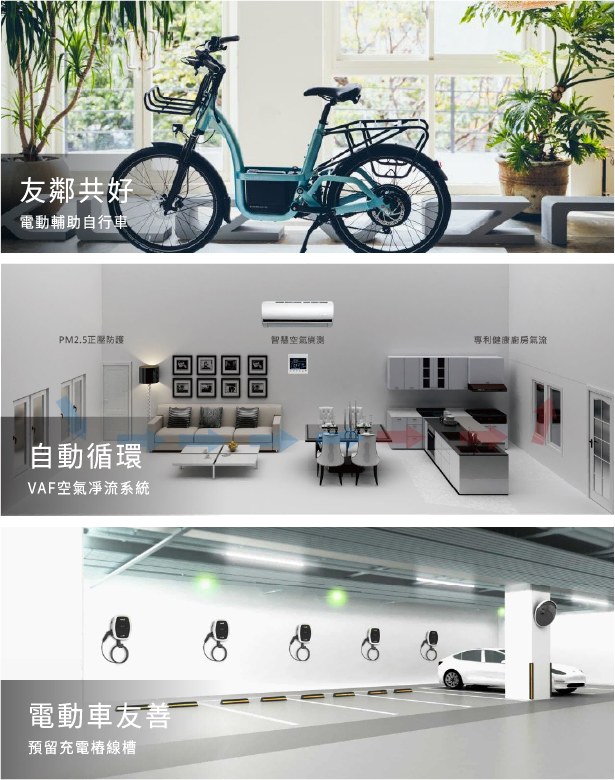 友鄰共好
電動輔助自行車
PM2.5正壓防護
智慧空氣偵測
專利健康廚房氣流
自動循環
VAF空氣淨流系統
電動車友善
預留充電樁線槽